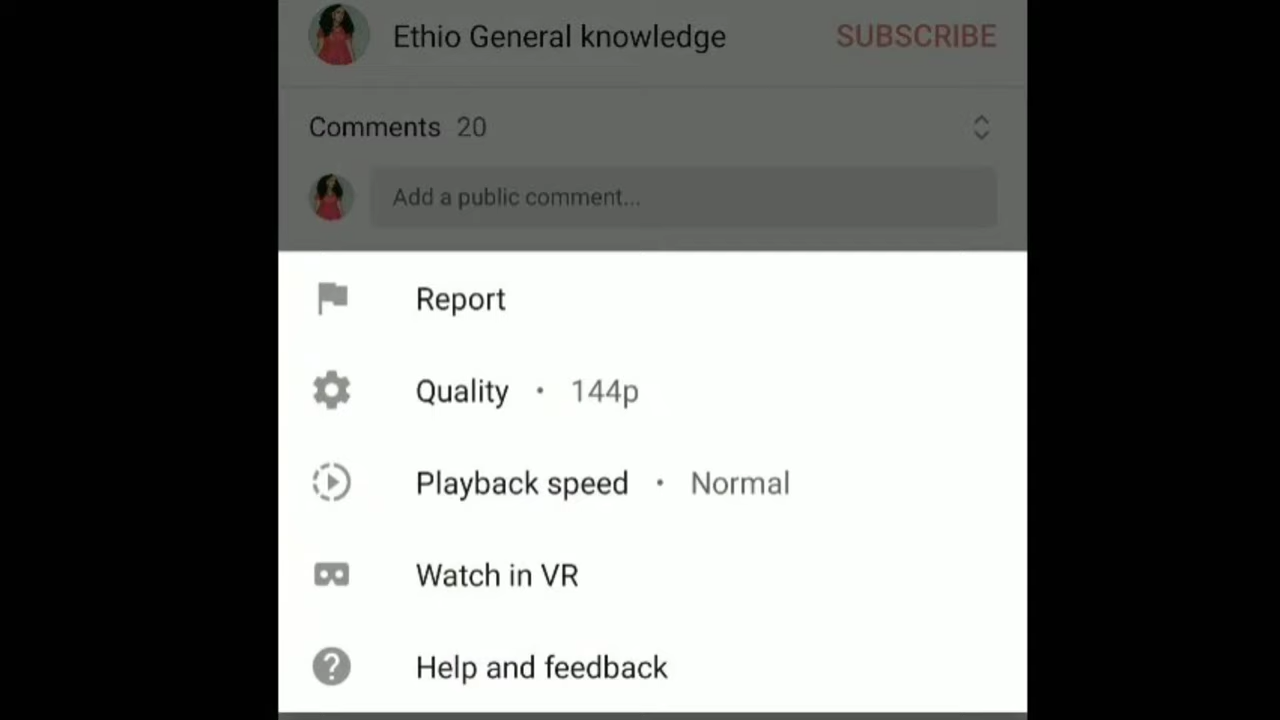 Ethio General knowledge SUBSCRIBE
Comments 20
Add a public comment...
Report
Quality • 144p
Playback speed • Normal
Watch in VR
Help and feedback